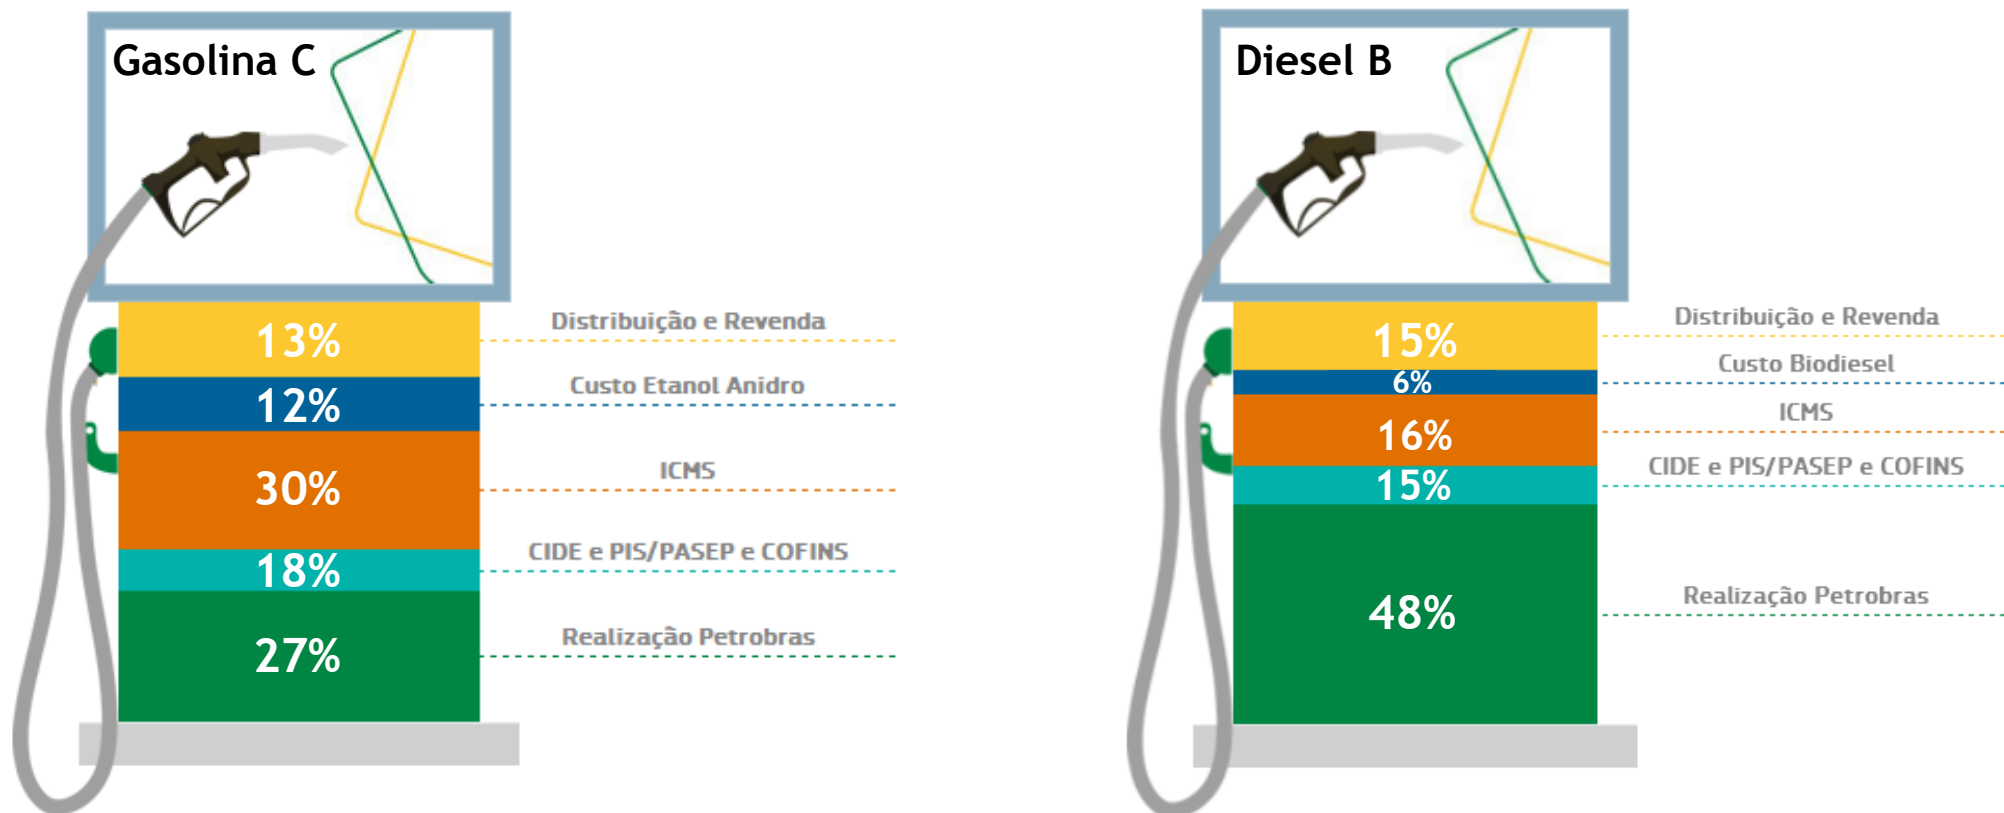 Gasolina C
13%
Distribuição e Revenda
12%
Custo Etanol Anidro
30%
ICMS
18%
CIDE e PIS/PASEP e COFINS
27%
Realização Petrobras
Diesel B
15%
Distribuição e Revenda
6%
Custo Biodiesel
16%
ICMS
15%
CIDE e PIS/PASEP e COFINS
48%
Realização Petrobras